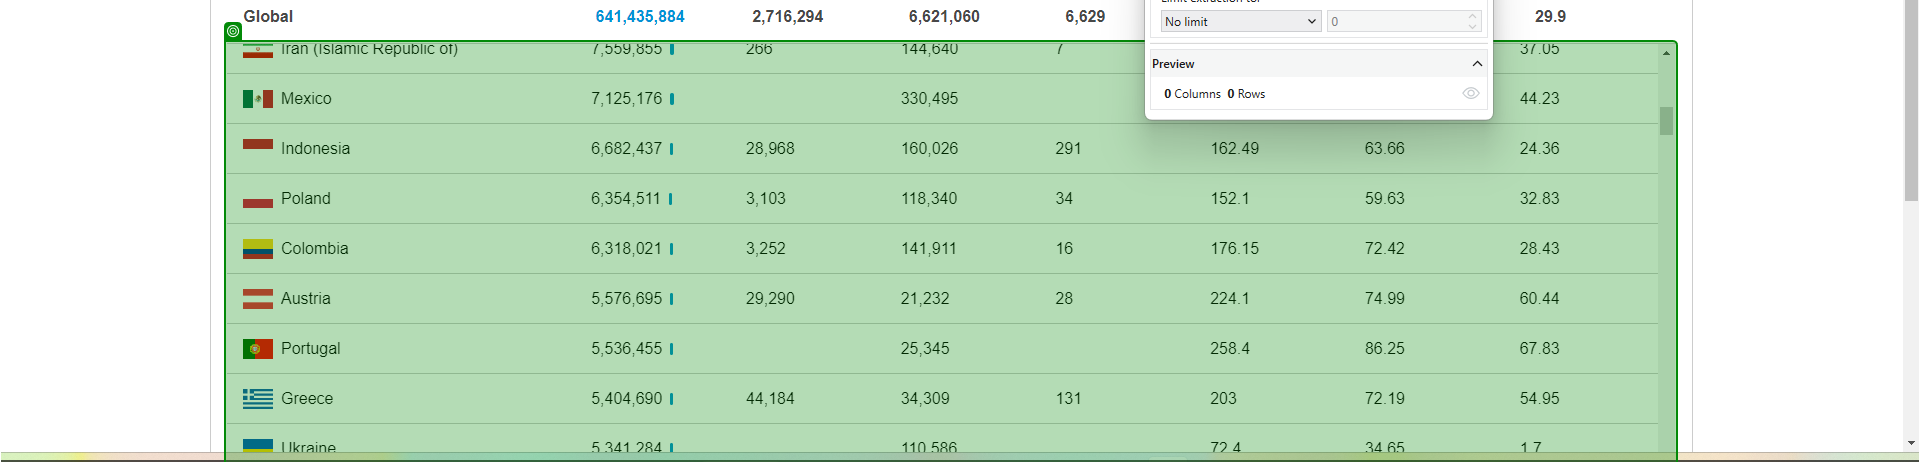 Limit Extraction to:
Global 641,435,884 2,716,294 6,621,060 6,629 29.9
No limit 0
Iran (Islamic Republic of) 7,559,855 266 144,640 7 37.05
Preview
Mexico 7,125,176 330,495 44.23
0 Columns 0 Rows
Indonesia 6,682,437 28,968 160,026 291 162.49 63.66 24.36
Poland 6,354,511 3,103 118,340 34 152.1 59.63 32.83
Colombia 6,318,021 3,252 141,911 16 176.15 72.42 28.43
Austria 5,576,695 29,290 21,232 28 224.1 74.99 60.44
Portugal 5,536,455 25,345 258.4 86.25 67.83
Greece 5,404,690 44,184 34,309 131 203 72.19 54.95
Ukraine 5,341,284 110,586 72.4 34.65 1.7